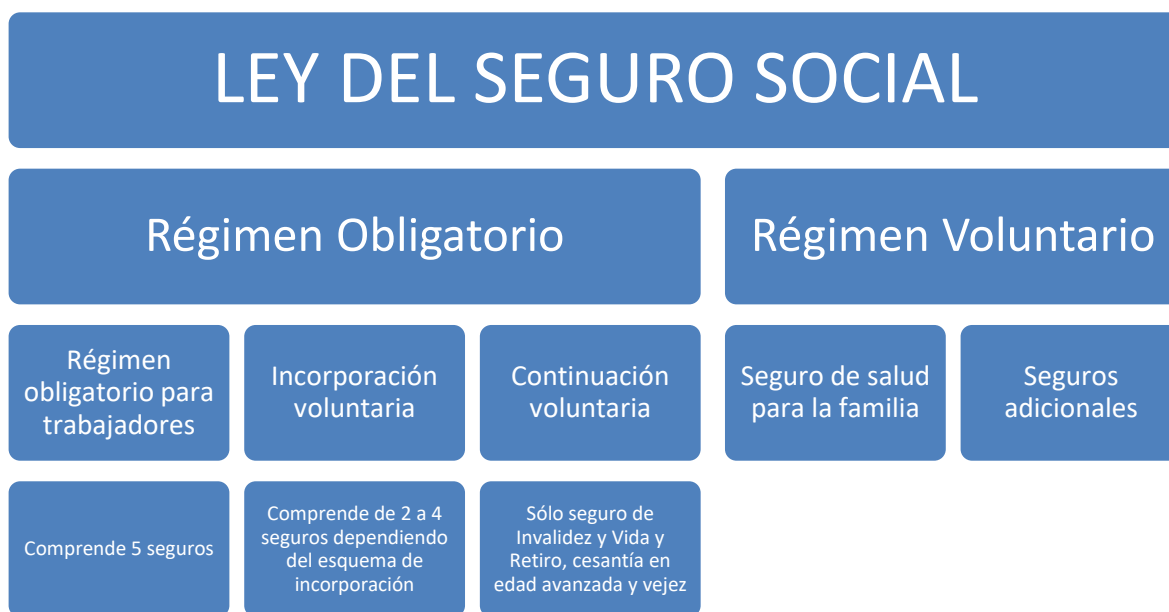 LEY DEL SEGURO SOCIAL
Régimen Obligatorio
Régimen Voluntario
Régimen
obligatorio para
trabajadores
Incorporación
voluntaria
Continuación
voluntaria
Seguro de salud
para la familia
Seguros
adicionales
Comprende 5 seguros
Comprende de 2 a 4
seguros dependiendo
del esquema de
incorporación
Sólo seguro de
Invalidez y Vida y
Retiro, cesantía en
edad avanzada y vejez